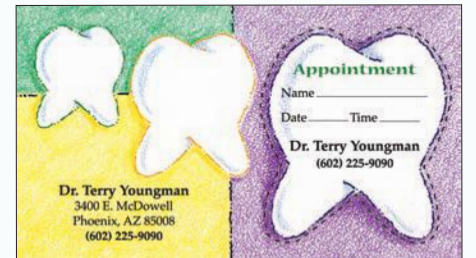 Appointment
Name
Date Time
Dr. Terry Youngman
(602) 225-9090
Dr. Terry Youngman
3400 E. McDowell
Phoenix, AZ 85008
(602) 225-9090